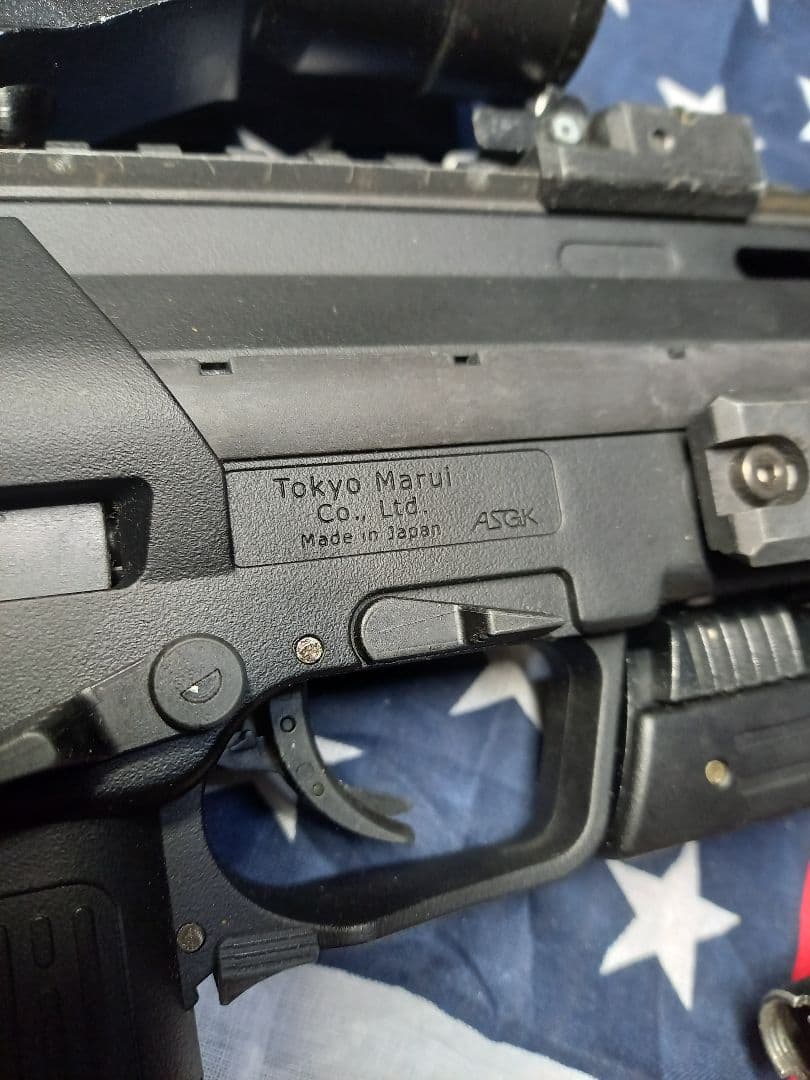 Tokyo Marui
Co., Ltd.
Made in Japan
ASGK